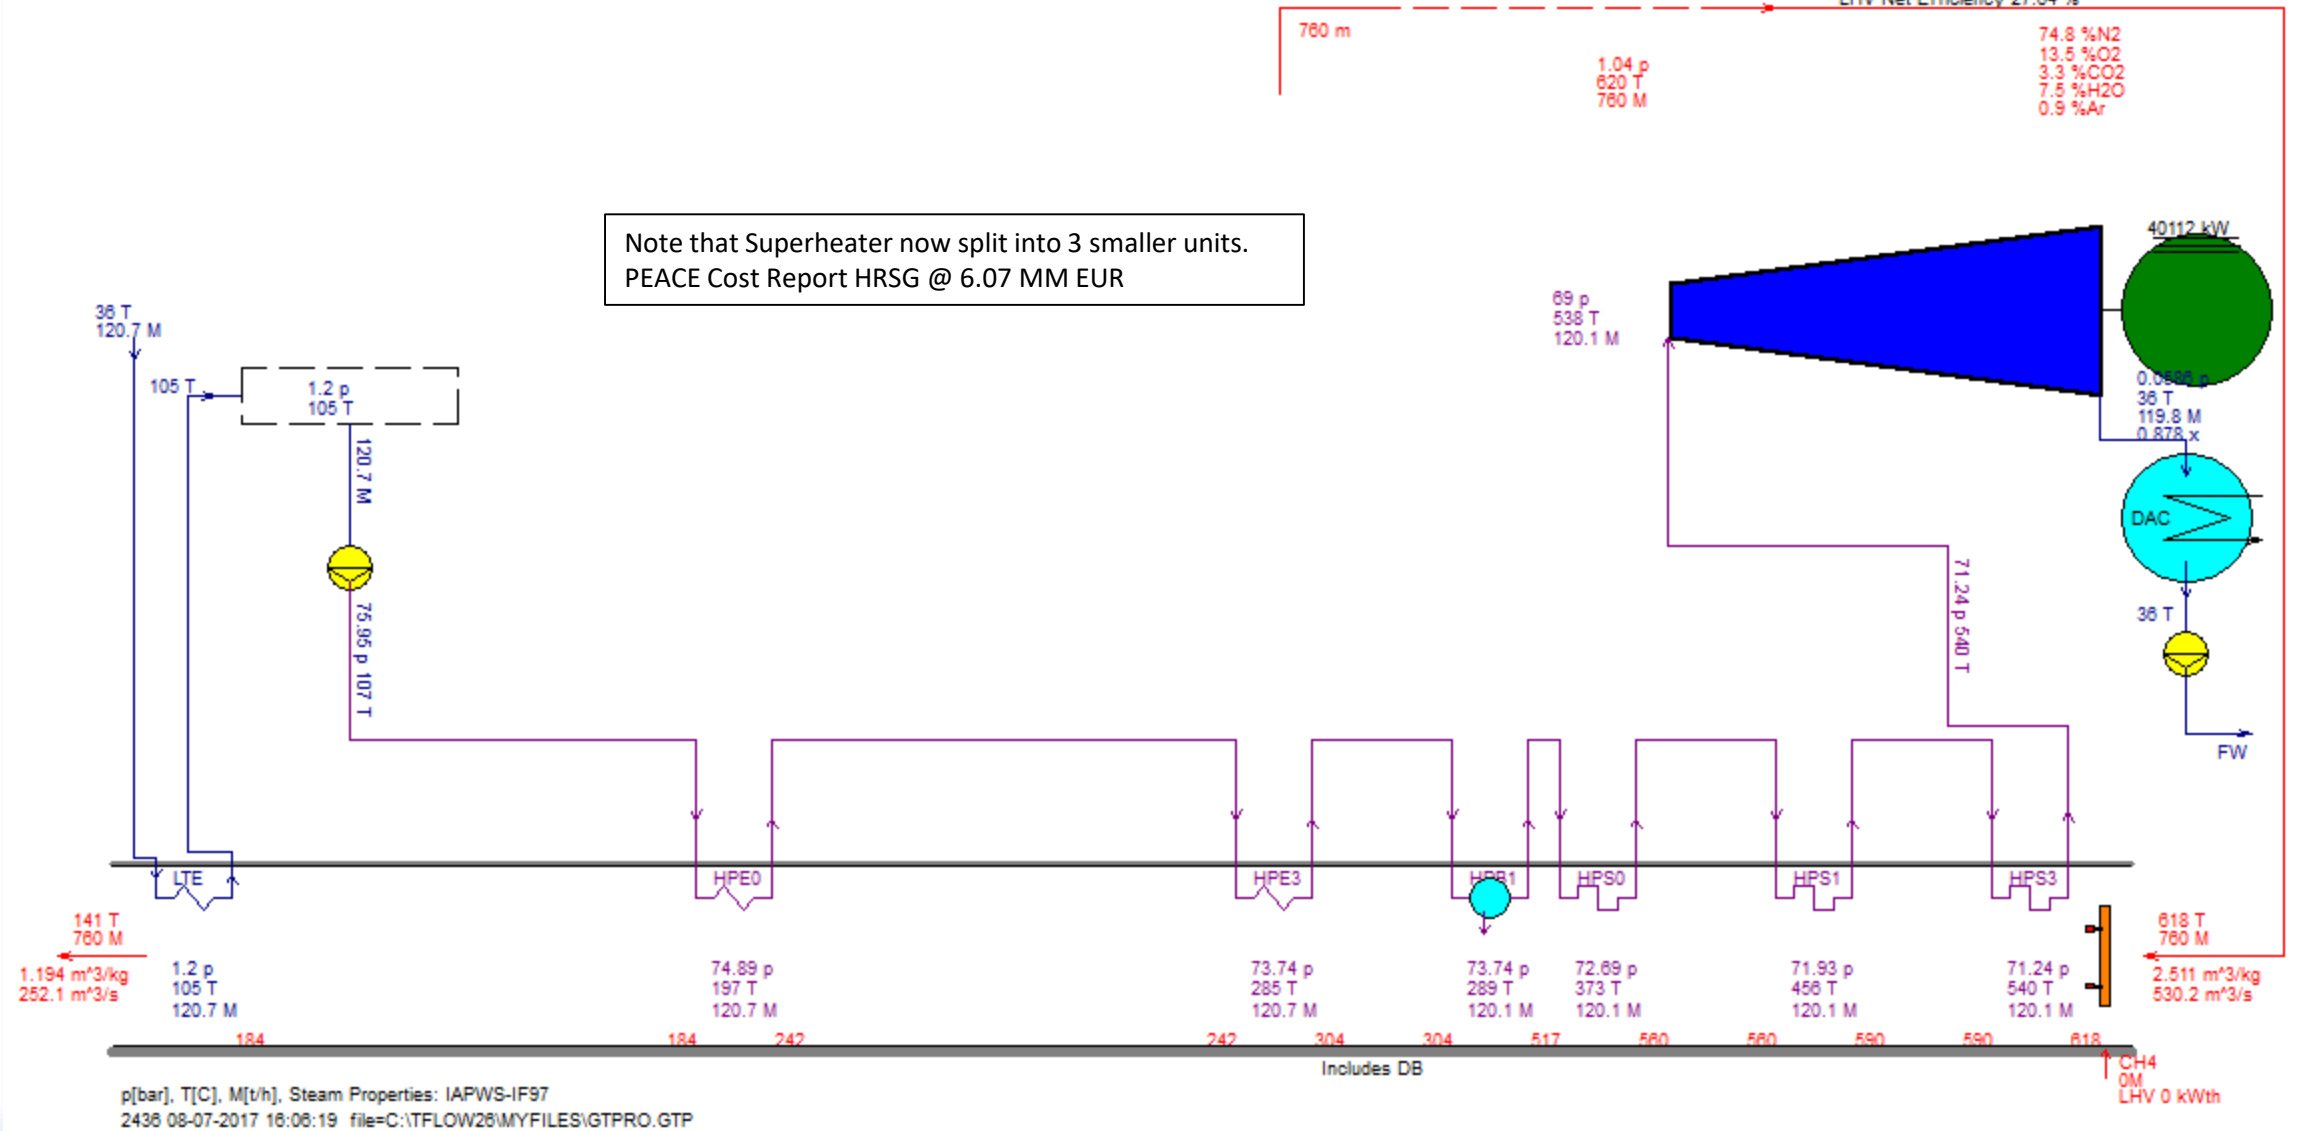 LHV Net Efficiency 27.64 %
760 m
74.8 %N2
13.5 %O2
3.3 %CO2
7.5 %H2O
0.9 %Ar
1.04 p
620 T
760 M
Note that Superheater now split into 3 smaller units.
PEACE Cost Report HRSG @ 6.07 MM EUR
40112 kW
69 p
538 T
120.1 M
36 T
120.7 M
105 T
1.2 p
105 T
120.7 M
75.95 p 107 T
0.0586 p
36 T
119.8 M
0.878 x
DAC
36 T
FW
71.24 p 540 T
LTE
HPE0
HPE3
HPB1
HPS0
HPS1
HPS3
141 T
760 M
1.194 m^3/kg
252.1 m^3/s
1.2 p
105 T
120.7 M
74.89 p
197 T
120.7 M
73.74 p
285 T
120.7 M
73.74 p
289 T
120.1 M
72.69 p
373 T
120.1 M
71.93 p
456 T
120.1 M
71.24 p
540 T
120.1 M
618 T
760 M
2.511 m^3/kg
530.2 m^3/s
184 184 242 242 304 304 517 560 560 590 590 618
Includes DB
CH4
0M
LHV 0 kWth
p[bar], T[C], M[t/h], Steam Properties: IAPWS-IF97
2436 08-07-2017 16:06:19 file=C:\TFLOW26\MYFILES\GTPRO.GTP